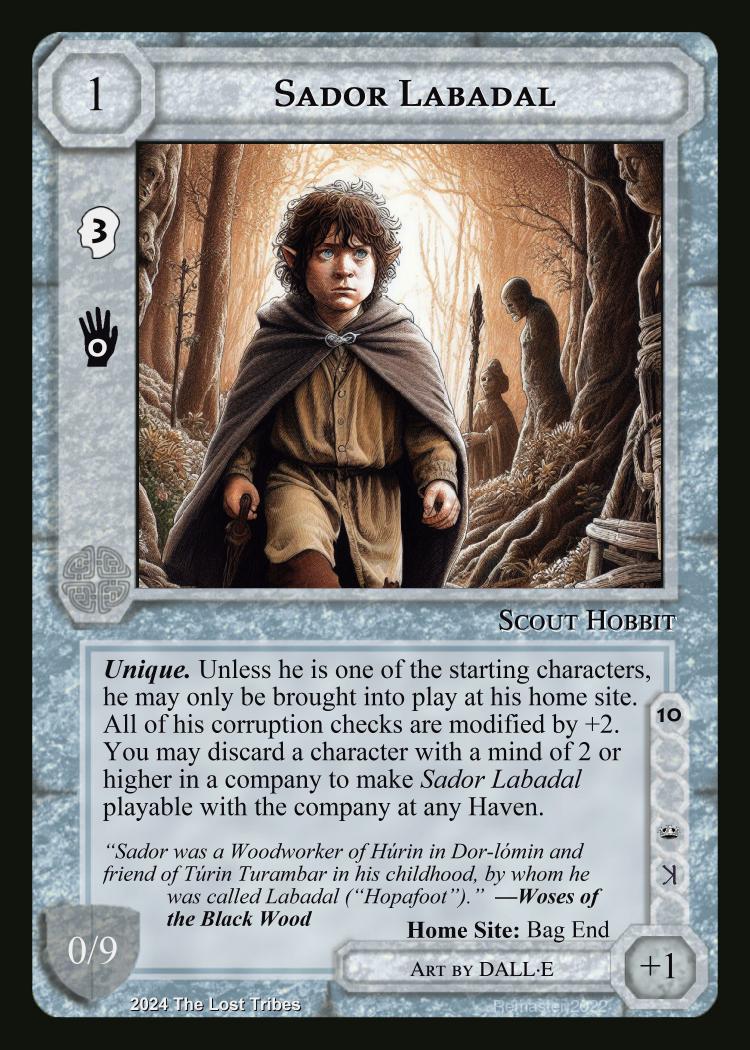 1
Sador Labadal
3
0
Scout Hobbit
Unique. Unless he is one of the starting characters,
he may only be brought into play at his home site.
All of his corruption checks are modified by +2.
You may discard a character with a mind of 2 or
higher in a company to make Sador Labadal
playable with the company at any Haven.
10
“Sador was a Woodworker of Húrin in Dor-lómin and
friend of Túrin Turambar in his childhood, by whom he
was called Labadal (“Hopafoot”).” —Woses of
the Black Wood
Home Site: Bag End
0/9
Art by DALL·E
+1
2024 The Lost Tribes
Remaster 2022